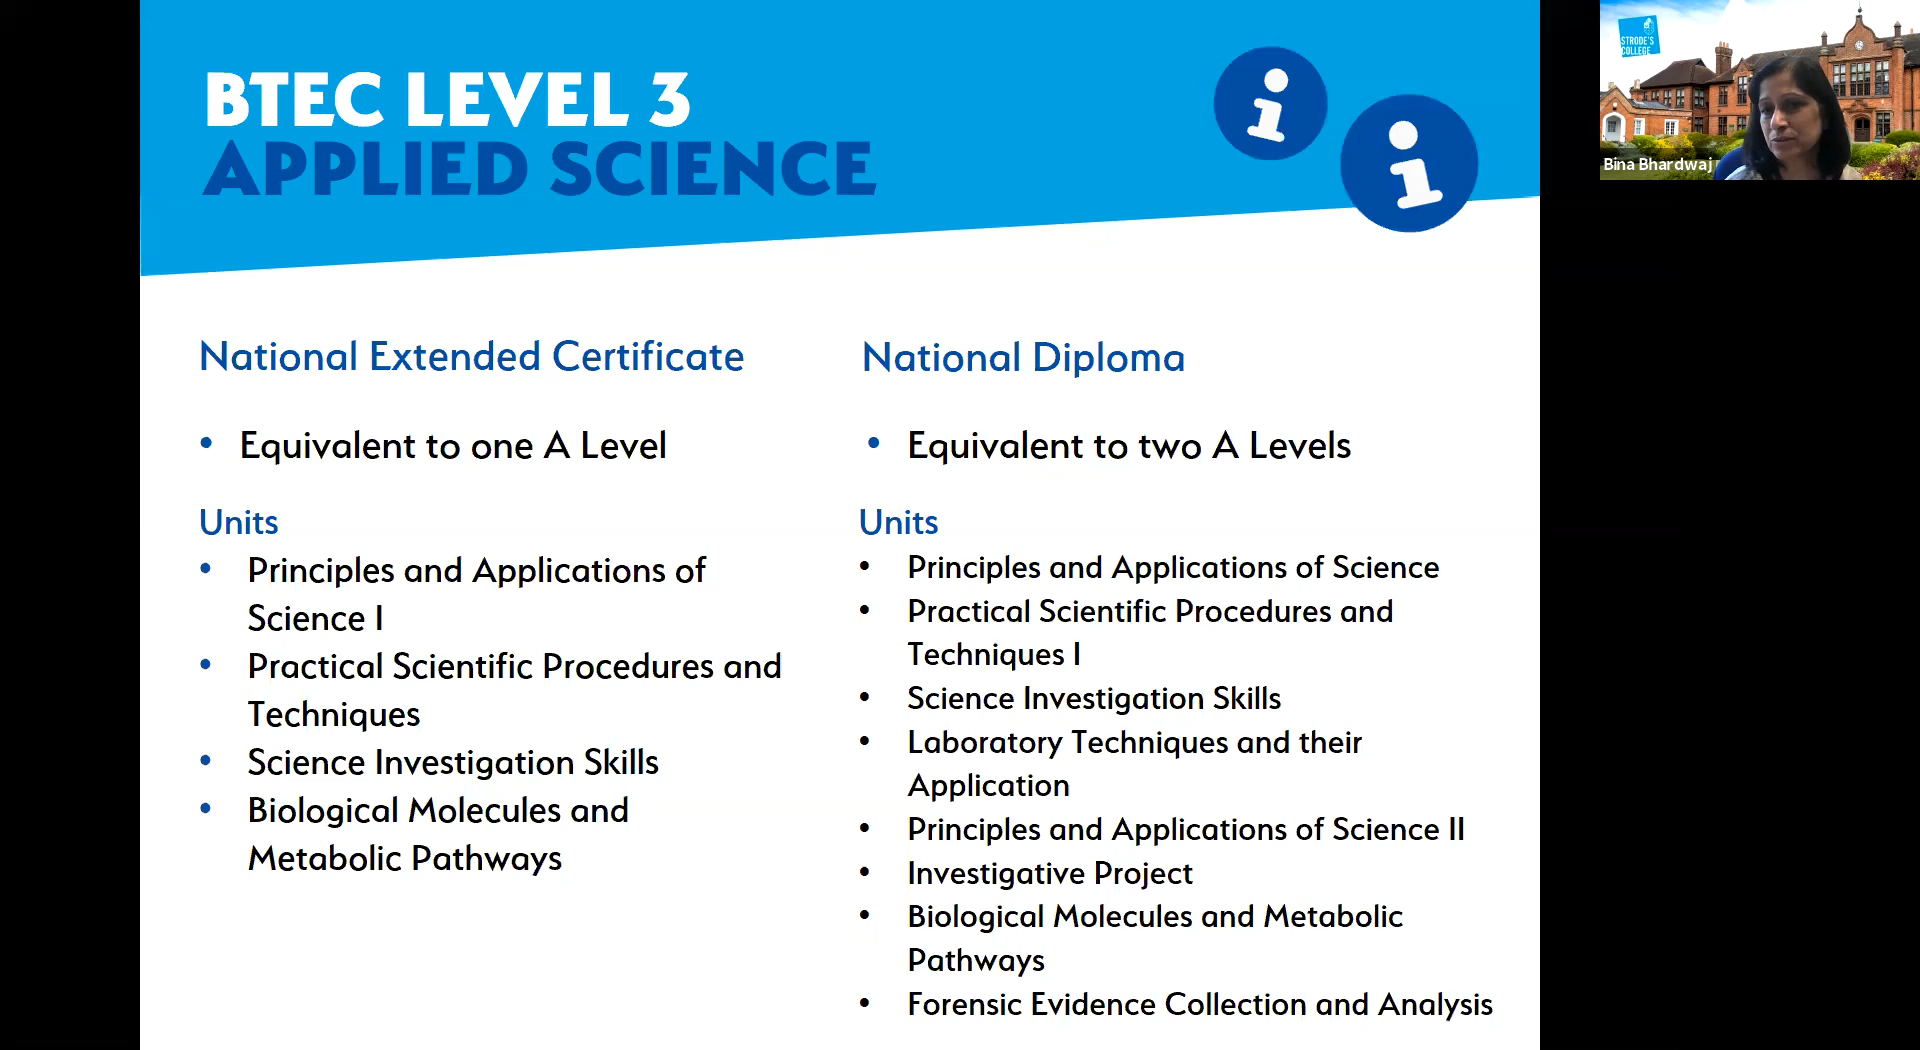 BTEC LEVEL 3
APPLIED SCIENCE
National Extended Certificate
• Equivalent to one A Level
Units
• Principles and Applications of
Science I
• Practical Scientific Procedures and
Techniques
• Science Investigation Skills
• Biological Molecules and
Metabolic Pathways
National Diploma
• Equivalent to two A Levels
Units
• Principles and Applications of Science
• Practical Scientific Procedures and
Techniques I
• Science Investigation Skills
• Laboratory Techniques and their
Application
• Principles and Applications of Science II
• Investigative Project
• Biological Molecules and Metabolic
Pathways
• Forensic Evidence Collection and Analysis
STRODE'S
COLLEGE
Bina Bhardwaj